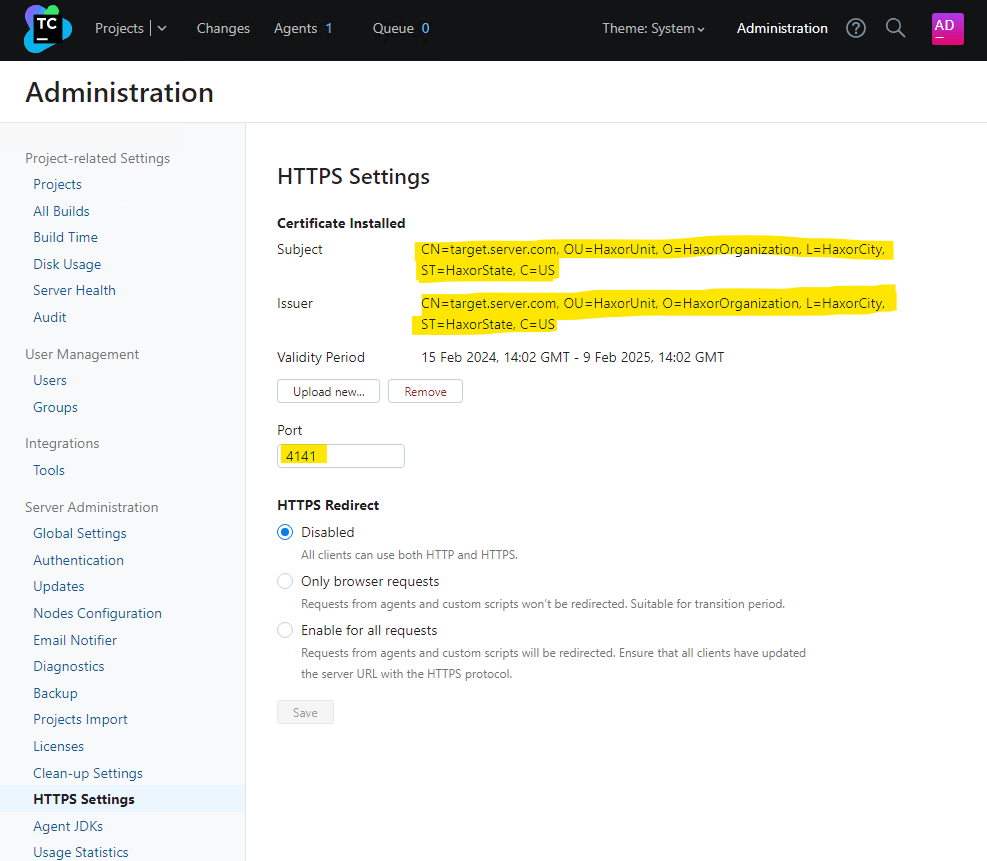 TC
Projects
Changes
Agents 1
Queue 0
Theme: System
Administration
?
AD
Administration
Project-related Settings
Projects
All Builds
Build Time
Disk Usage
Server Health
Audit
User Management
Users
Groups
Integrations
Tools
Server Administration
Global Settings
Authentication
Updates
Nodes Configuration
Email Notifier
Diagnostics
Backup
Projects Import
Licenses
Clean-up Settings
HTTPS Settings
Agent JDKs
Usage Statistics
HTTPS Settings
Certificate Installed
Subject CN=target.server.com, OU=HaxorUnit, O=HaxorOrganization, L=HaxorCity,
ST=HaxorState, C=US
Issuer CN=target.server.com, OU=HaxorUnit, O=HaxorOrganization, L=HaxorCity,
ST=HaxorState, C=US
Validity Period 15 Feb 2024, 14:02 GMT - 9 Feb 2025, 14:02 GMT
Upload new... Remove
Port
4141
HTTPS Redirect
Disabled
All clients can use both HTTP and HTTPS.
Only browser requests
Requests from agents and custom scripts won't be redirected. Suitable for transition period.
Enable for all requests
Requests from agents and custom scripts will be redirected. Ensure that all clients have updated
the server URL with the HTTPS protocol.
Save